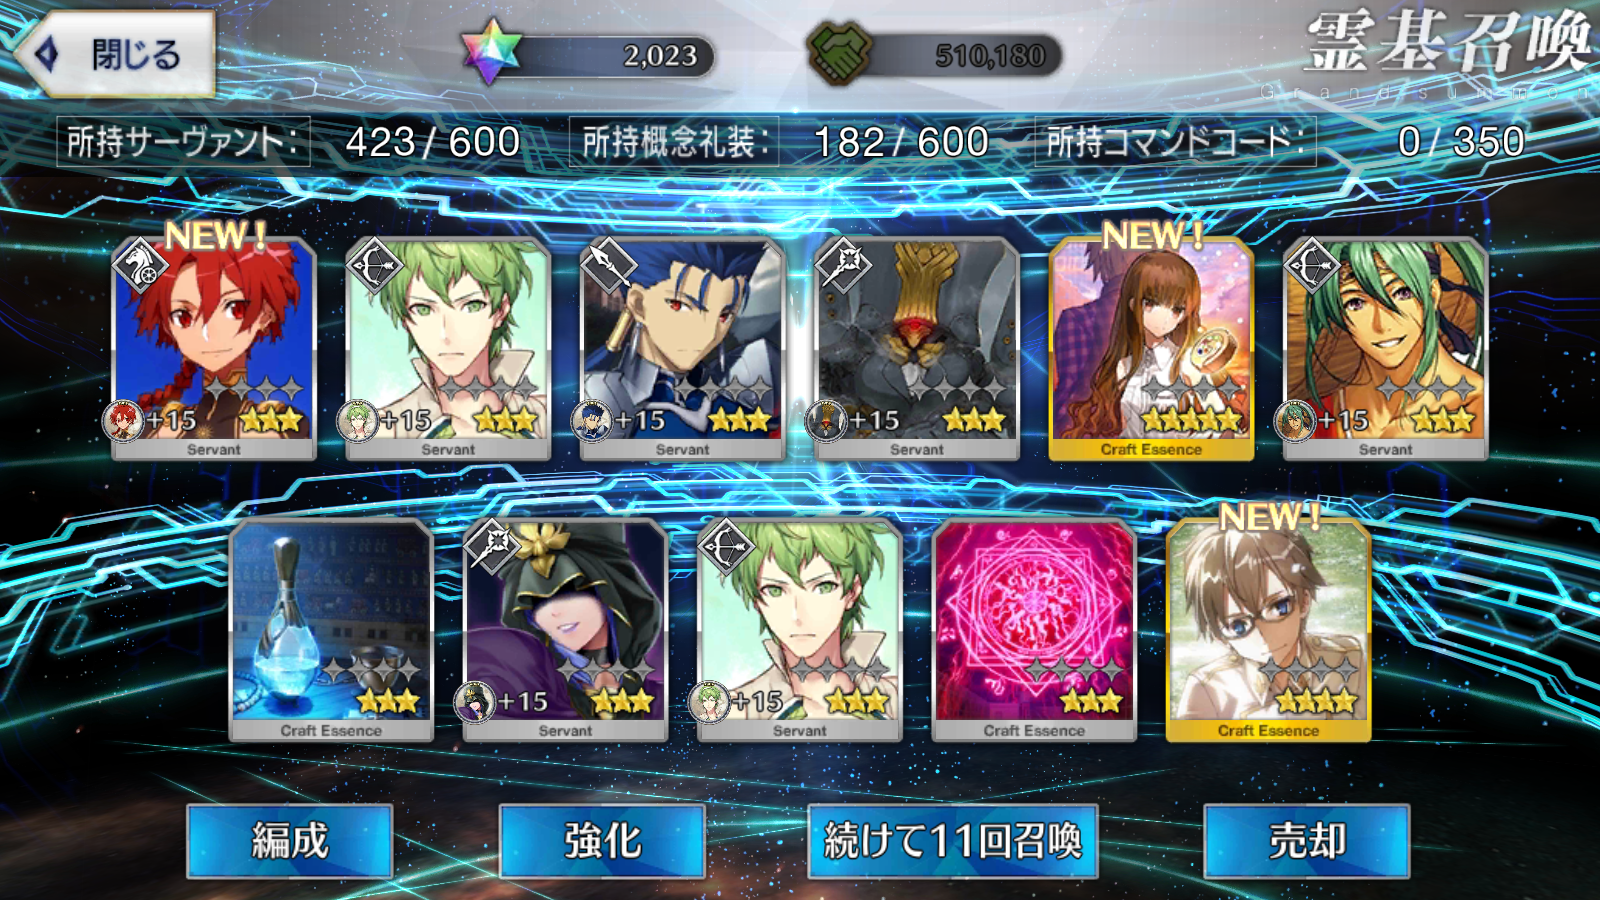 閉じる
2,023
510,180
霊基召喚
Grand summon
所持サーヴァント: 423 / 600
所持概念礼装: 182 / 600
所持コマンドコード: 0 / 350
NEW!
NEW!
+15
+15
+15
+15
+15
Servant
Servant
Servant
Servant
Craft Essence
Servant
NEW!
+15
+15
Craft Essence
Servant
Servant
Craft Essence
Craft Essence
編成
強化
続けて11回召喚
売却